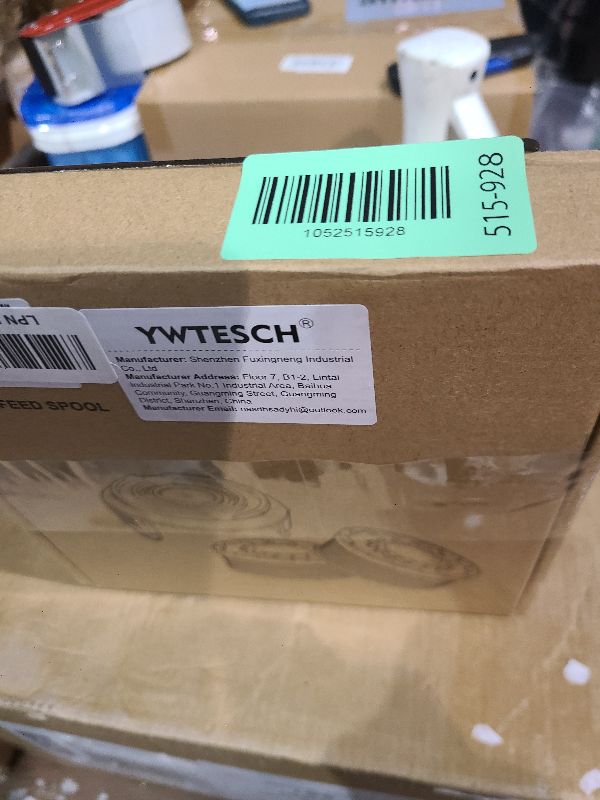 1052515928
515-928
LPN
YWTESCH®
Manufacturer: Shenzhen Fuxingneng Industrial
Co., Ltd
Manufacturer Address: Floor 7, B1-2, Lintai
Industrial Park No.1 Industrial Area, Baihua
Community, Guangming Street, Guangming
District, Shenzhen, China
Manufacturer Email:
FEED SPOOL